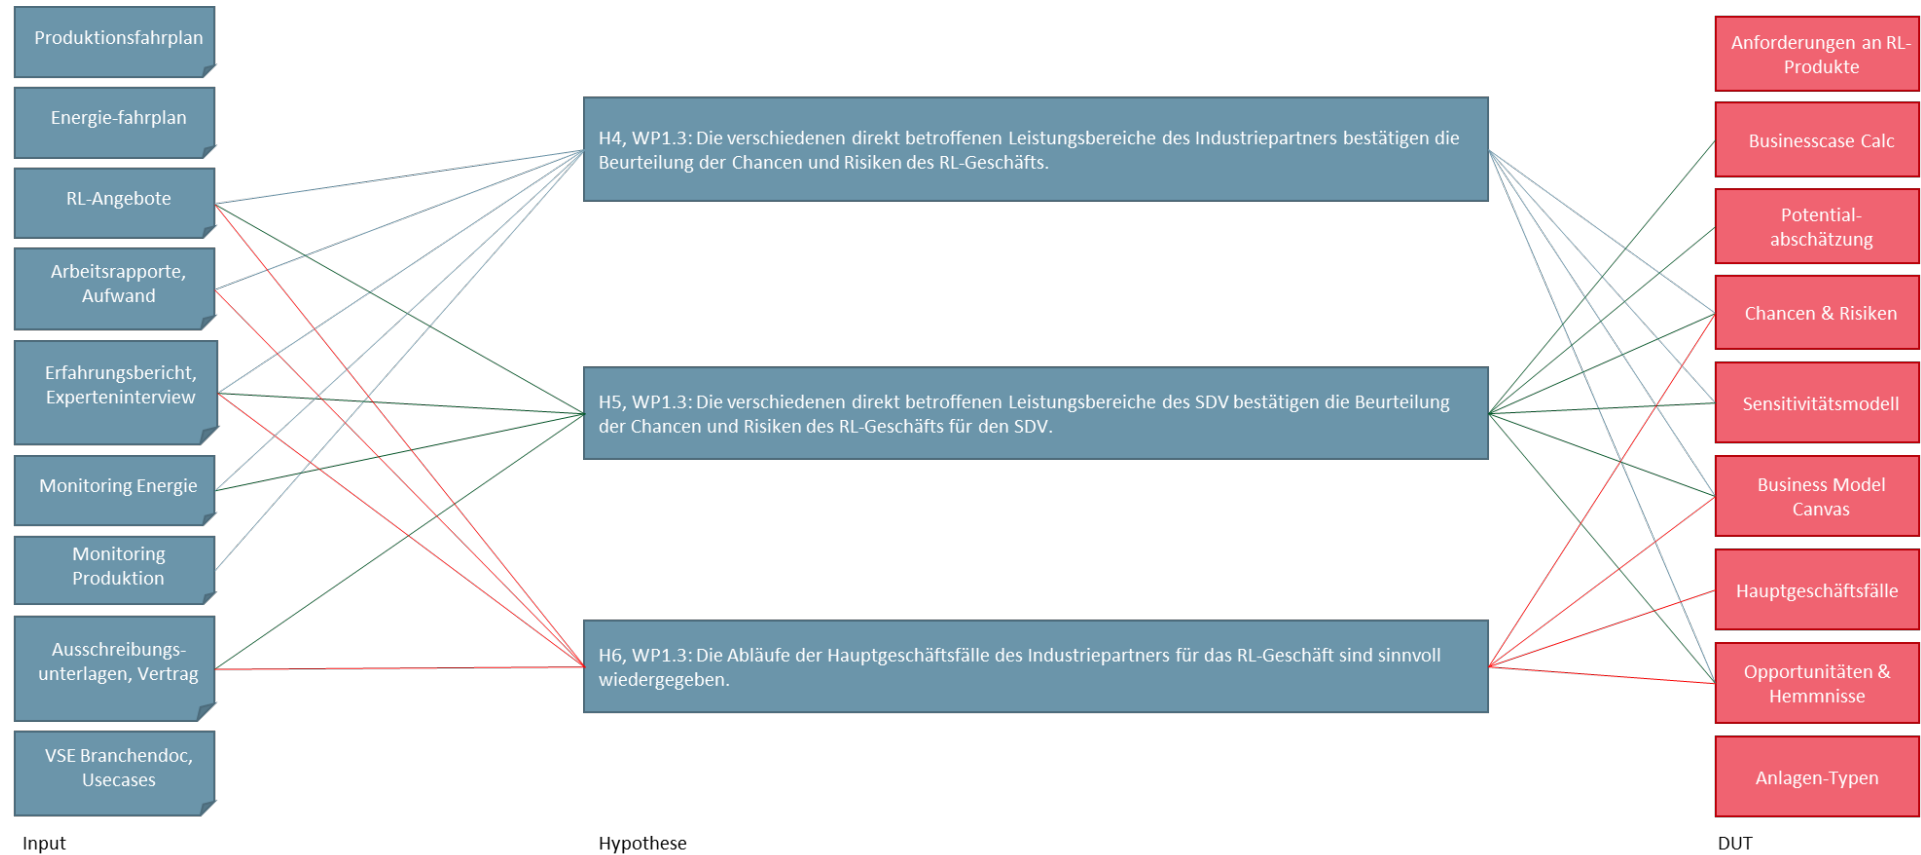 Produktionsfahrplan
Energie-fahrplan
RL-Angebote
Arbeitsrapporte,
Aufwand
Erfahrungsbericht,
Experteninterview
Monitoring Energie
Monitoring
Produktion
Ausschreibungs-
unterlagen, Vertrag
VSE Branchendoc,
Usecases
Input
H4, WP1.3: Die verschiedenen direkt betroffenen Leistungsbereiche des Industriepartners bestätigen die
Beurteilung der Chancen und Risiken des RL-Geschäfts.
H5, WP1.3: Die verschiedenen direkt betroffenen Leistungsbereiche des SDV bestätigen die Beurteilung
der Chancen und Risiken des RL-Geschäfts für den SDV.
H6, WP1.3: Die Abläufe der Hauptgeschäftsfälle des Industriepartners für das RL-Geschäft sind sinnvoll
wiedergegeben.
Hypothese
Anforderungen an RL-
Produkte
Businesscase Calc
Potential-
abschätzung
Chancen & Risiken
Sensitivitätsmodell
Business Model
Canvas
Hauptgeschäftsfälle
Opportunitäten &
Hemmnisse
Anlagen-Typen
DUT